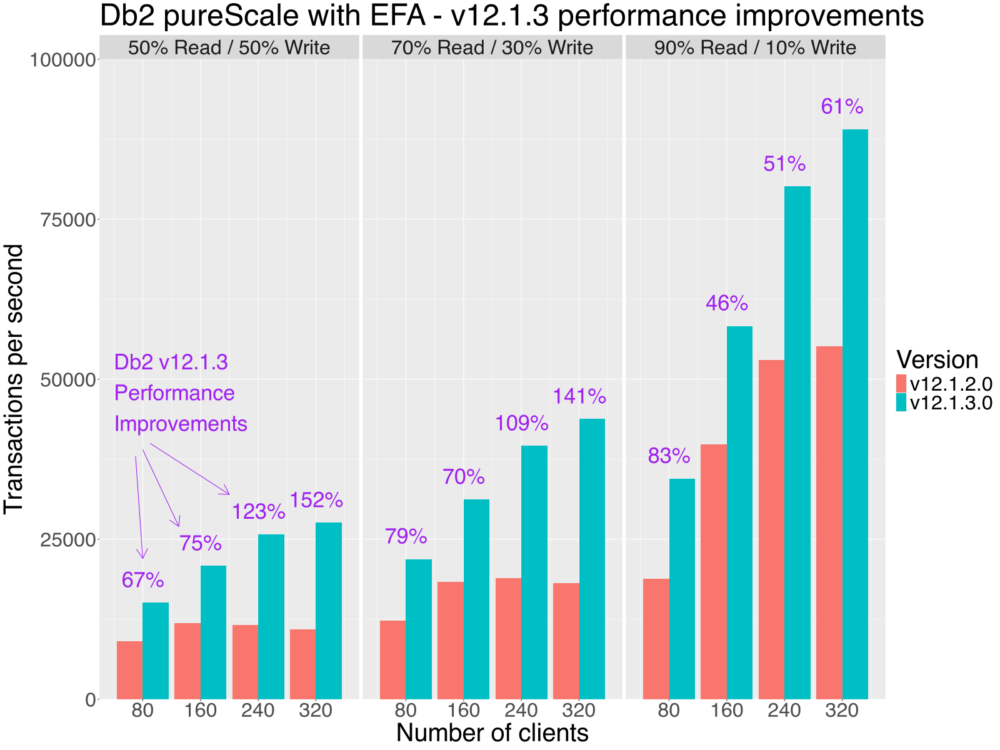 Db2 pureScale with EFA - v12.1.3 performance improvements
50% Read / 50% Write
70% Read / 30% Write
90% Read / 10% Write
Transactions per second
100000
75000
50000
25000
0
Db2 v12.1.3
Performance
Improvements
67%
75%
123%
152%
79%
70%
109%
141%
83%
46%
51%
61%
80 160 240 320
80 160 240 320
80 160 240 320
Number of clients
Version
v12.1.2.0
v12.1.3.0